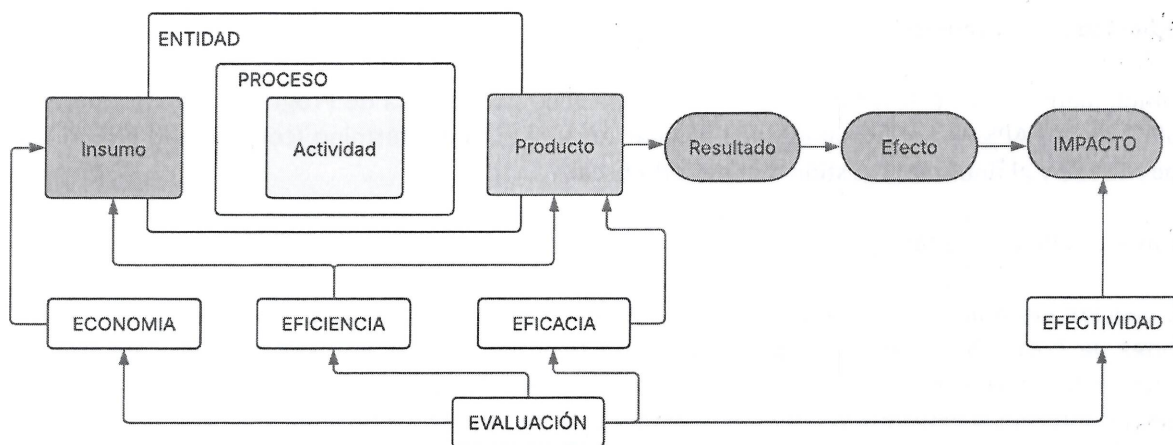 ENTIDAD
PROCESO
Insumo
Actividad
Producto
Resultado
Efecto
IMPACTO
ECONOMIA
EFICIENCIA
EFICACIA
EFECTIVIDAD
EVALUACIÓN